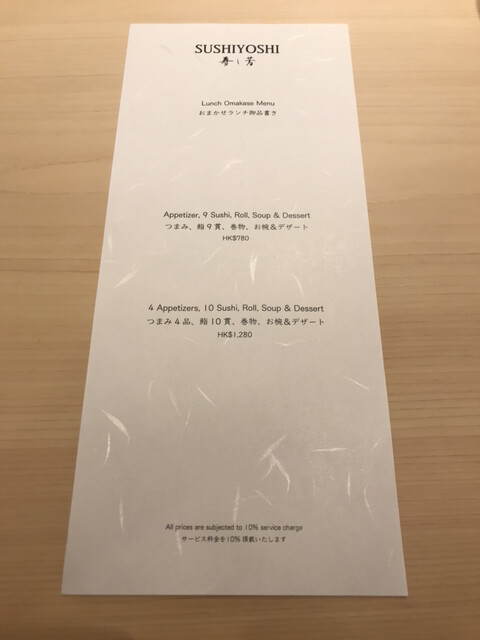 SUSHIYOSHI
寿し芳
Lunch Omakase Menu
おまかせランチ御品書き
Appetizer, 9 Sushi, Roll, Soup & Dessert
つまみ、鮨9貫、巻物、お椀&デザート
HK$780
4 Appetizers, 10 Sushi, Roll, Soup & Dessert
つまみ4品、鮨10貫、巻物、お椀&デザート
HK$1,280
All prices are subjected to 10% service charge
サービス料金を10% 頂戴いたします